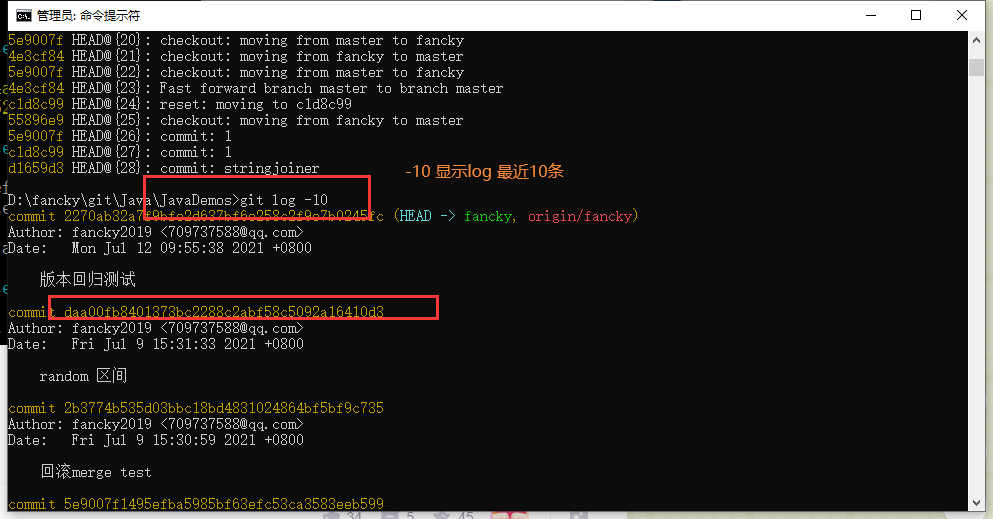 管理员: 命令提示符
5e9007f HEAD@{20}: checkout: moving from master to fancky
4e3cf84 HEAD@{21}: checkout: moving from fancky to master
5e9007f HEAD@{22}: checkout: moving from master to fancky
4e3cf84 HEAD@{23}: Fast forward branch master to branch master
c1d8c99 HEAD@{24}: reset: moving to c1d8c99
55896e9 HEAD@{25}: checkout: moving from fancky to master
5e9007f HEAD@{26}: commit: 1
c1d8c99 HEAD@{27}: commit: 1
d1659d3 HEAD@{28}: commit: stringjoiner
-10 显示log 最近10条
D:\fancky\git\Java\JavaDemos>git log -10
commit 2270ab32a7f9bfe2d637bf6e258c2f9e7b0245fc (HEAD -> fancky, origin/fancky)
Author: fancky2019 <709737588@qq.com>
Date:   Mon Jul 12 09:55:38 2021 +0800
版本回归测试
commit daa00fb8401373bc2288c2abf58c5092a16410d3
Author: fancky2019 <709737588@qq.com>
Date:   Fri Jul 9 15:31:33 2021 +0800
random 区间
commit 2b3774b535d03bbc18bd4831024864bf5bf9c735
Author: fancky2019 <709737588@qq.com>
Date:   Fri Jul 9 15:30:59 2021 +0800
回滚merge test
commit 5e9007f1495efba5985bf63efc53ca3583eeb599
34 5 45